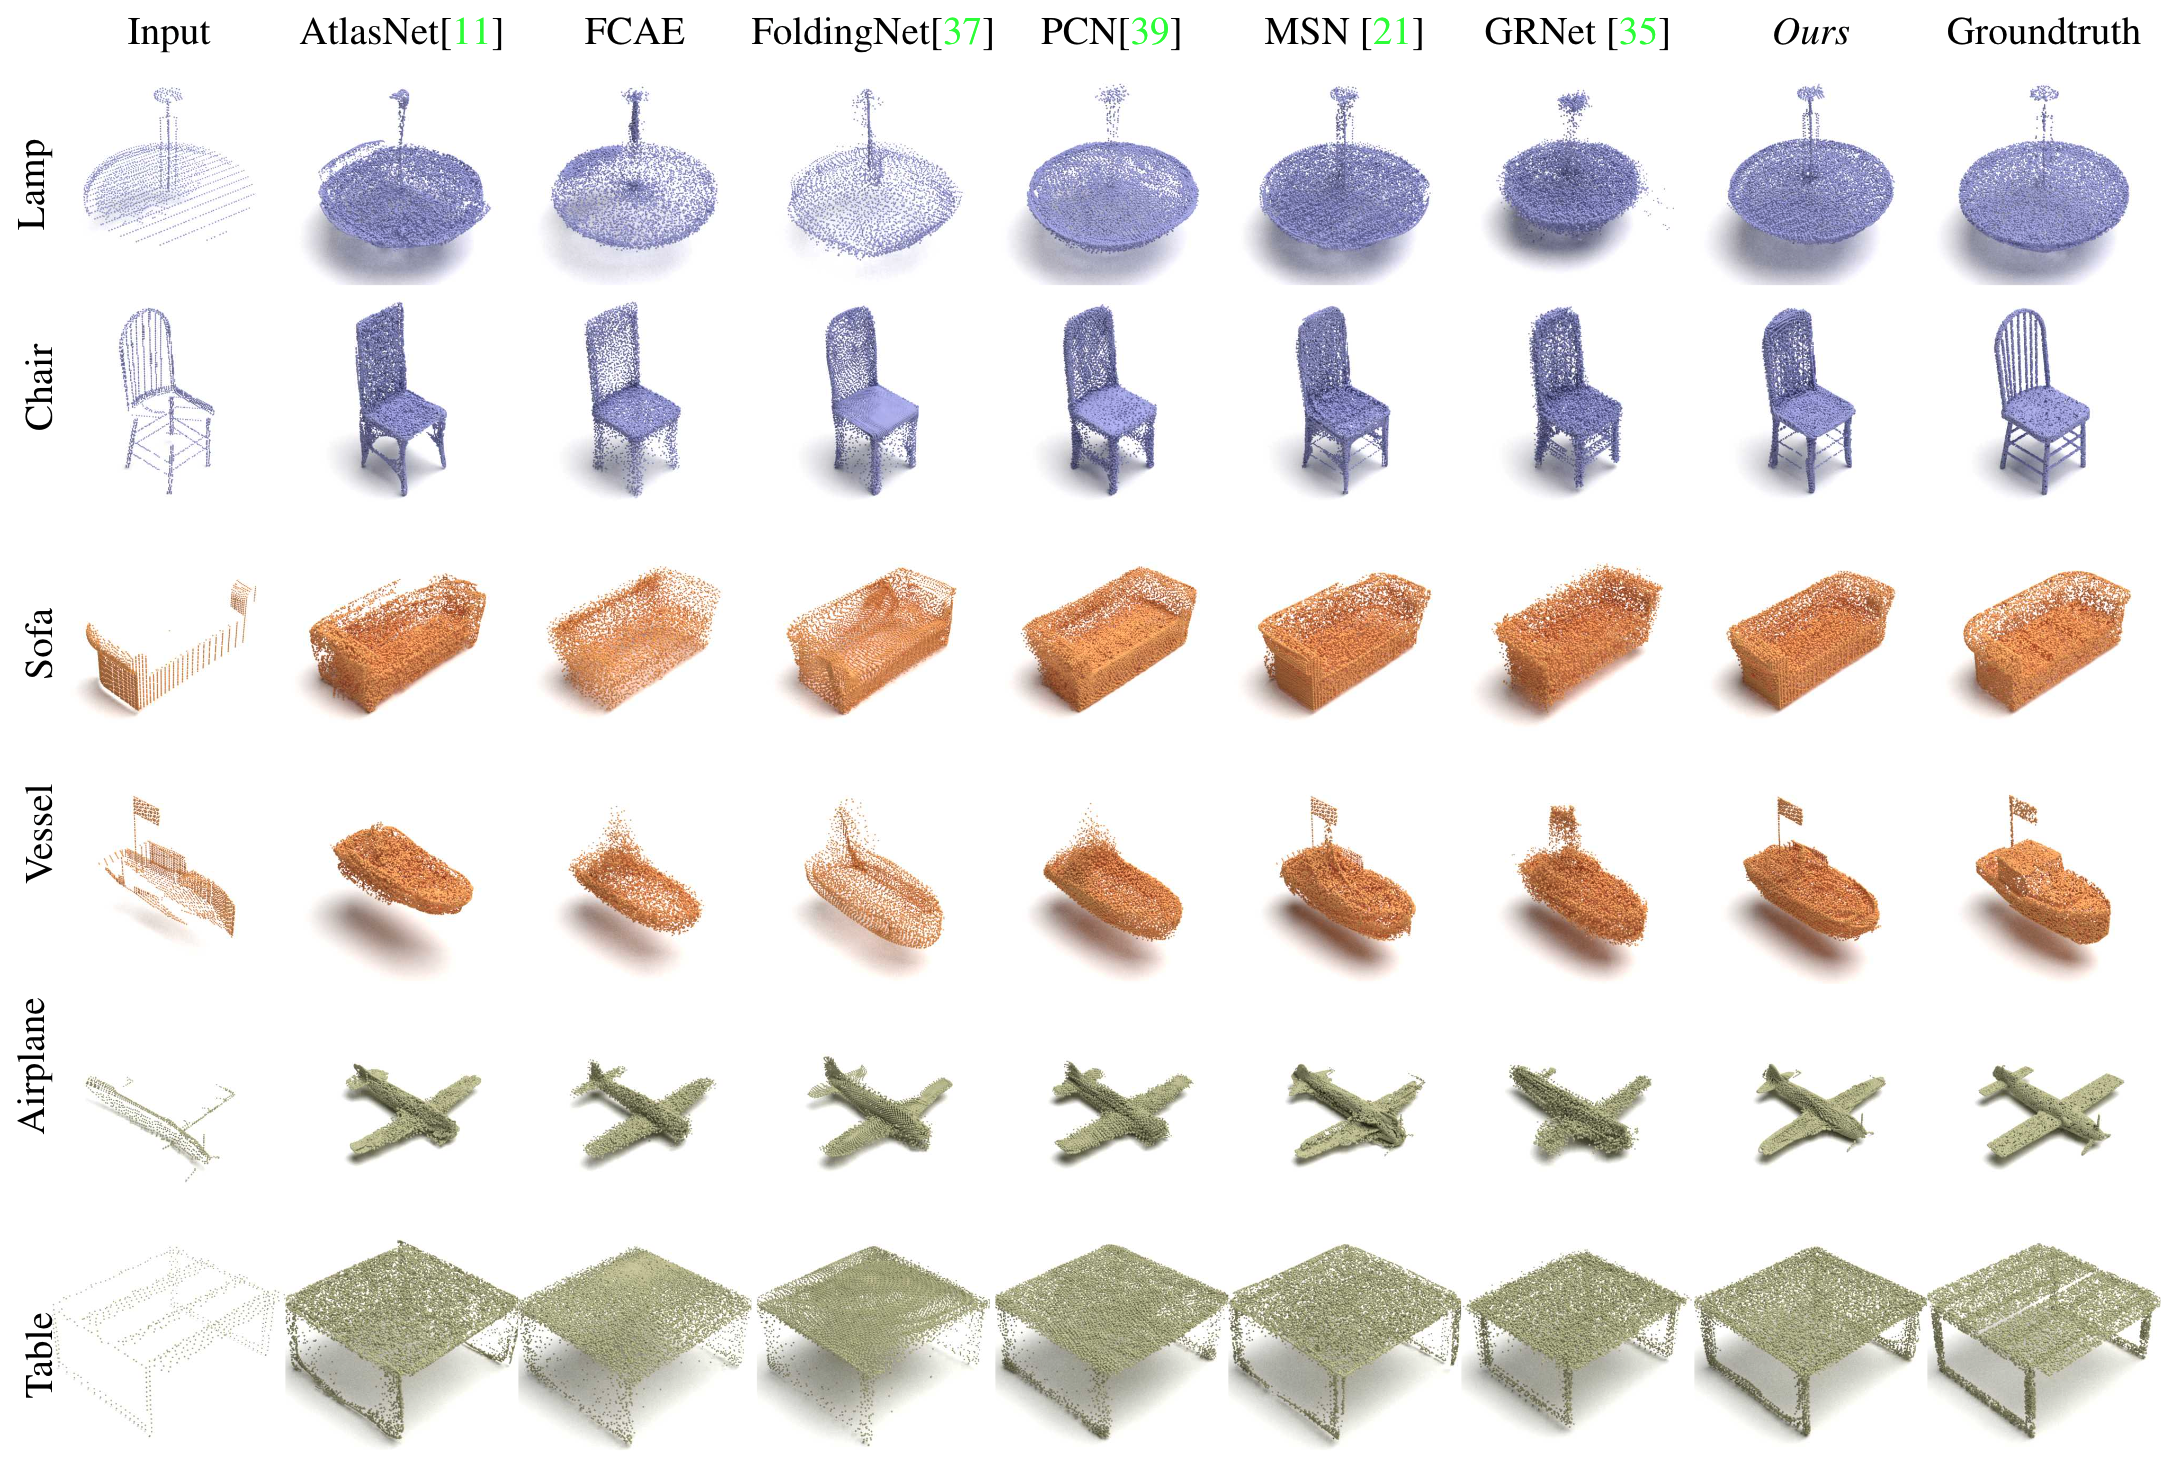 Input AtlasNet[11] FCAE FoldingNet[37] PCN[39] MSN [21] GRNet [35] Ours Groundtruth
Lamp
Chair
Sofa
Vessel
Airplane
Table